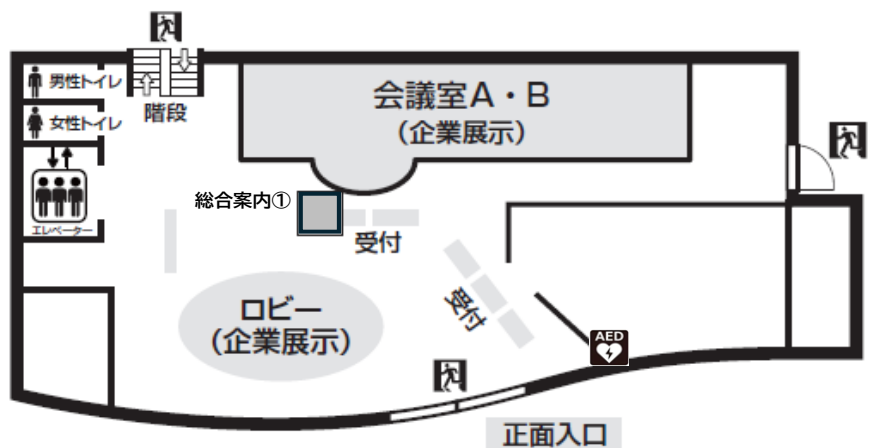 男性トイレ
女性トイレ
階段
エレベーター
会議室A・B
(企業展示)
総合案内①
受付
受付
ロビー
(企業展示)
AED
正面入口